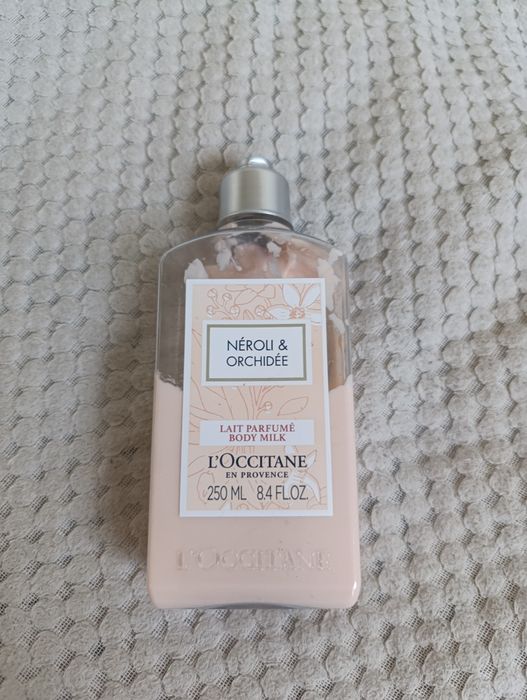 NÉROLI &
ORCHIDÉE
LAIT PARFUMÉ
BODY MILK
L'OCCITANE
EN PROVENCE
250 ML 8.4 FL.OZ.
L'OCCITANE